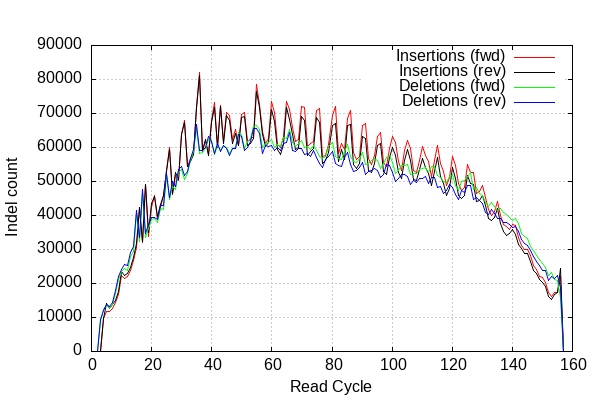 90000
80000
70000
60000
50000
40000
30000
20000
10000
0
Indel count
Insertions (fwd)
Insertions (rev)
Deletions (fwd)
Deletions (rev)
0 20 40 60 80 100 120 140 160
Read Cycle